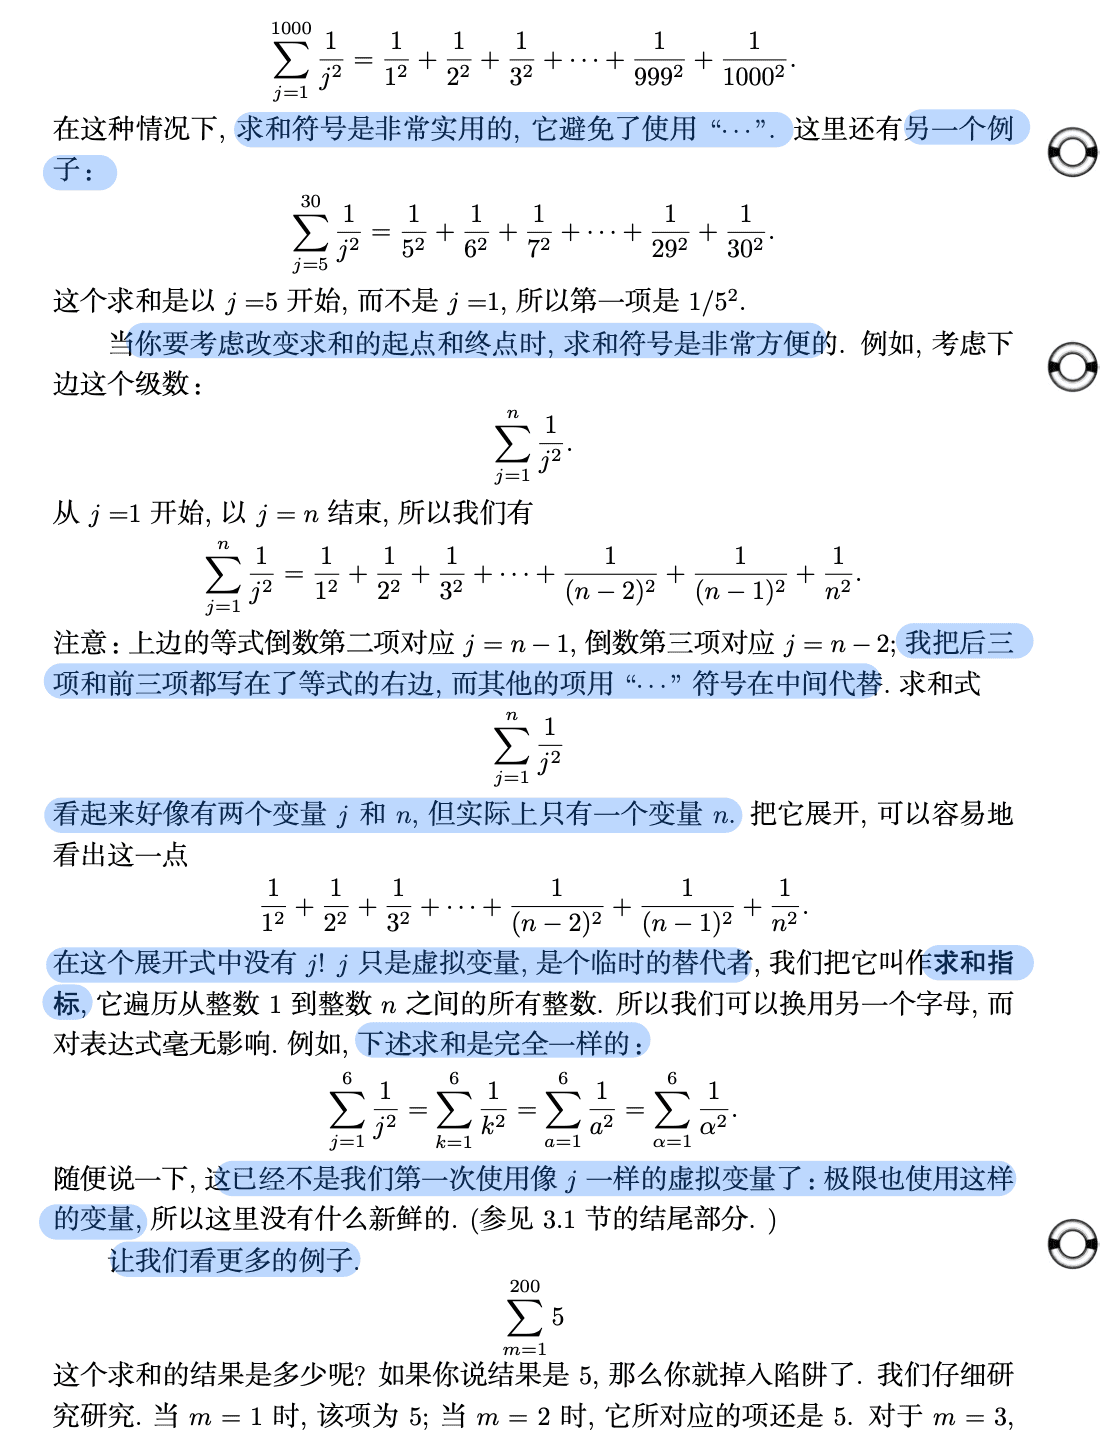 $$\sum_{j=1}^{1000} \frac{1}{j^2} = \frac{1}{1^2} + \frac{1}{2^2} + \frac{1}{3^2} + \cdots + \frac{1}{999^2} + \frac{1}{1000^2}.$$
在这种情况下, 求和符号是非常实用的, 它避免了使用 “⋯”. 这里还有另一个例
子：
$$\sum_{j=5}^{30} \frac{1}{j^2} = \frac{1}{5^2} + \frac{1}{6^2} + \frac{1}{7^2} + \cdots + \frac{1}{29^2} + \frac{1}{30^2}.$$
这个求和是以 j =5 开始, 而不是 j =1, 所以第一项是 1/5².
当你要考虑改变求和的起点和终点时, 求和符号是非常方便的. 例如, 考虑下
边这个级数：
$$\sum_{j=1}^{n} \frac{1}{j^2}.$$
从 j =1 开始, 以 j = n 结束, 所以我们有
$$\sum_{j=1}^{n} \frac{1}{j^2} = \frac{1}{1^2} + \frac{1}{2^2} + \frac{1}{3^2} + \cdots + \frac{1}{(n-2)^2} + \frac{1}{(n-1)^2} + \frac{1}{n^2}.$$
注意：上边的等式倒数第二项对应 j = n − 1, 倒数第三项对应 j = n − 2; 我把后三
项和前三项都写在了等式的右边, 而其他的项用 “⋯” 符号在中间代替. 求和式
$$\sum_{j=1}^{n} \frac{1}{j^2}$$
看起来好像有两个变量 j 和 n, 但实际上只有一个变量 n. 把它展开, 可以容易地
看出这一点
$$\frac{1}{1^2} + \frac{1}{2^2} + \frac{1}{3^2} + \cdots + \frac{1}{(n-2)^2} + \frac{1}{(n-1)^2} + \frac{1}{n^2}.$$
在这个展开式中没有 j! j 只是虚拟变量, 是个临时的替代者, 我们把它叫作求和指
标, 它遍历从整数 1 到整数 n 之间的所有整数. 所以我们可以换用另一个字母, 而
对表达式毫无影响. 例如, 下述求和是完全一样的：
$$\sum_{j=1}^{6} \frac{1}{j^2} = \sum_{k=1}^{6} \frac{1}{k^2} = \sum_{a=1}^{6} \frac{1}{a^2} = \sum_{\alpha=1}^{6} \frac{1}{\alpha^2}.$$
随便说一下, 这已经不是我们第一次使用像 j 一样的虚拟变量了：极限也使用这样
的变量, 所以这里没有什么新鲜的. (参见 3.1 节的结尾部分. )
让我们看更多的例子.
$$\sum_{m=1}^{200} 5$$
这个求和的结果是多少呢? 如果你说结果是 5, 那么你就掉入陷阱了. 我们仔细研
究研究. 当 m = 1 时, 该项为 5; 当 m = 2 时, 它所对应的项还是 5. 对于 m = 3,